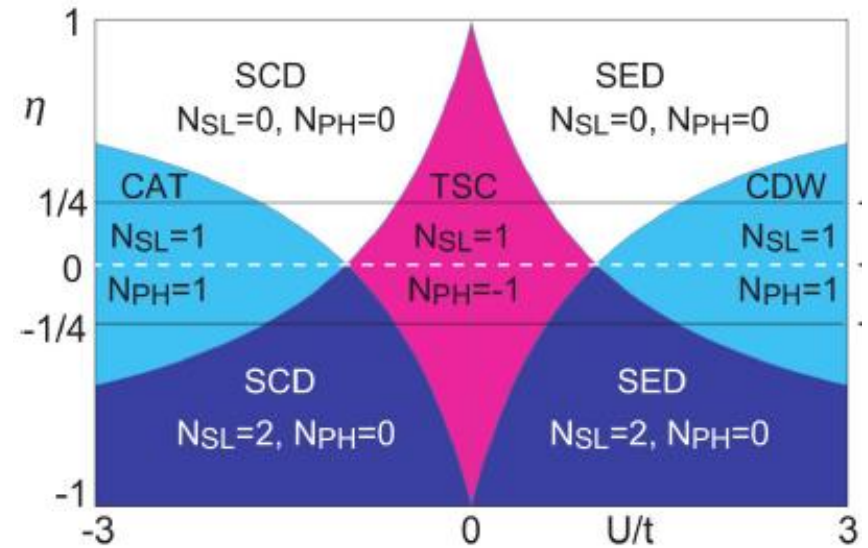 1
SCD SED
η NSL=0, NPH=0 NSL=0, NPH=0
CAT TSC CDW
1/4 NSL=1 NSL=1 NSL=1
0
NPH=1 NPH=-1 NPH=1
-1/4
SCD SED
NSL=2, NPH=0 NSL=2, NPH=0
-1
-3 0 U/t 3